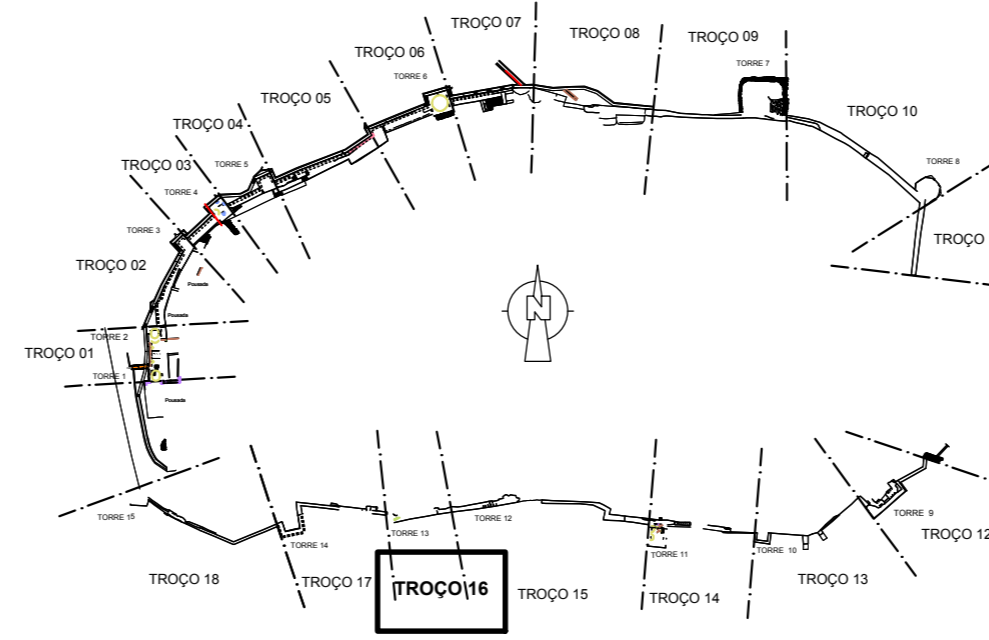 TROÇO 07
TROÇO 08
TROÇO 09
TROÇO 06
TORRE 7
TORRE 6
TROÇO 05
TROÇO 10
TROÇO 04
TROÇO 03
TORRE 5
TORRE 8
TORRE 4
TORRE 3
TROÇO
TROÇO 02
Pousada
N
Pousada
TORRE 2
TROÇO 01
TORRE 1
Pousada
TORRE 15
TORRE 14
TORRE 13
TORRE 12
TORRE 11
TORRE 10
TORRE 9
TROÇO 12
TROÇO 18
TROÇO 17
TROÇO 16
TROÇO 15
TROÇO 14
TROÇO 13